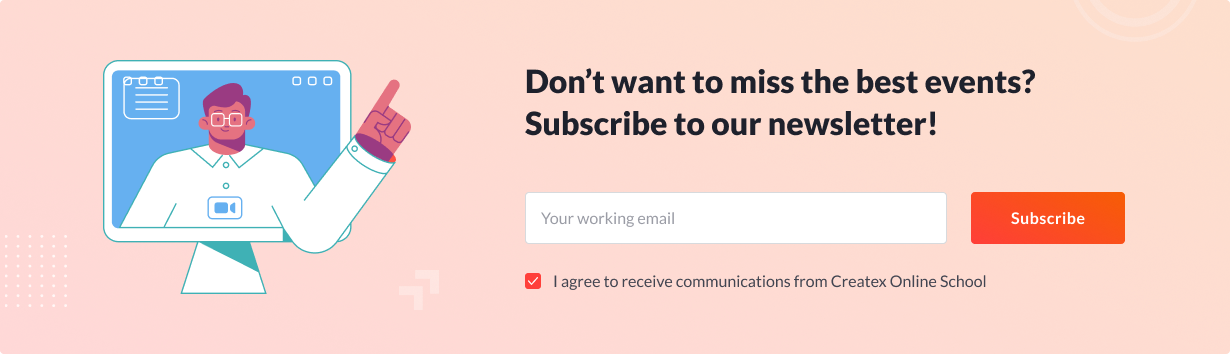 Don’t want to miss the best events?
Subscribe to our newsletter!
Your working email
Subscribe
I agree to receive communications from Createx Online School